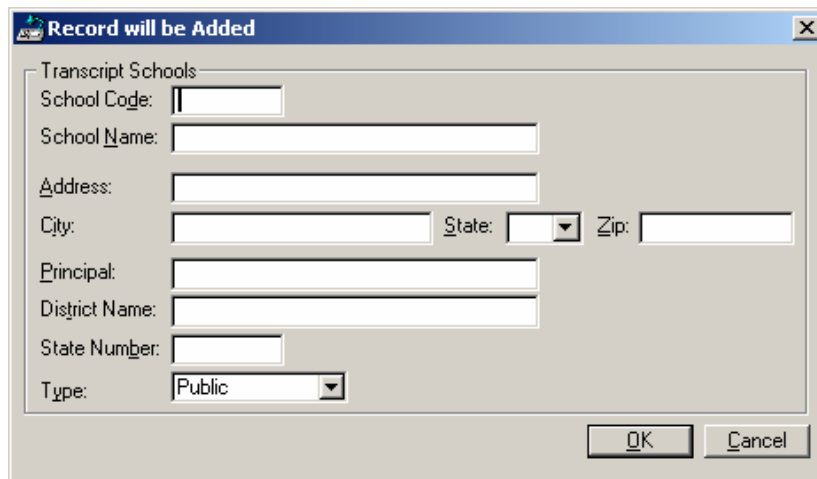 Record will be Added
Transcript Schools
School Code:
School Name:
Address:
City: State: Zip:
Principal:
District Name:
State Number:
Type: Public
OK Cancel